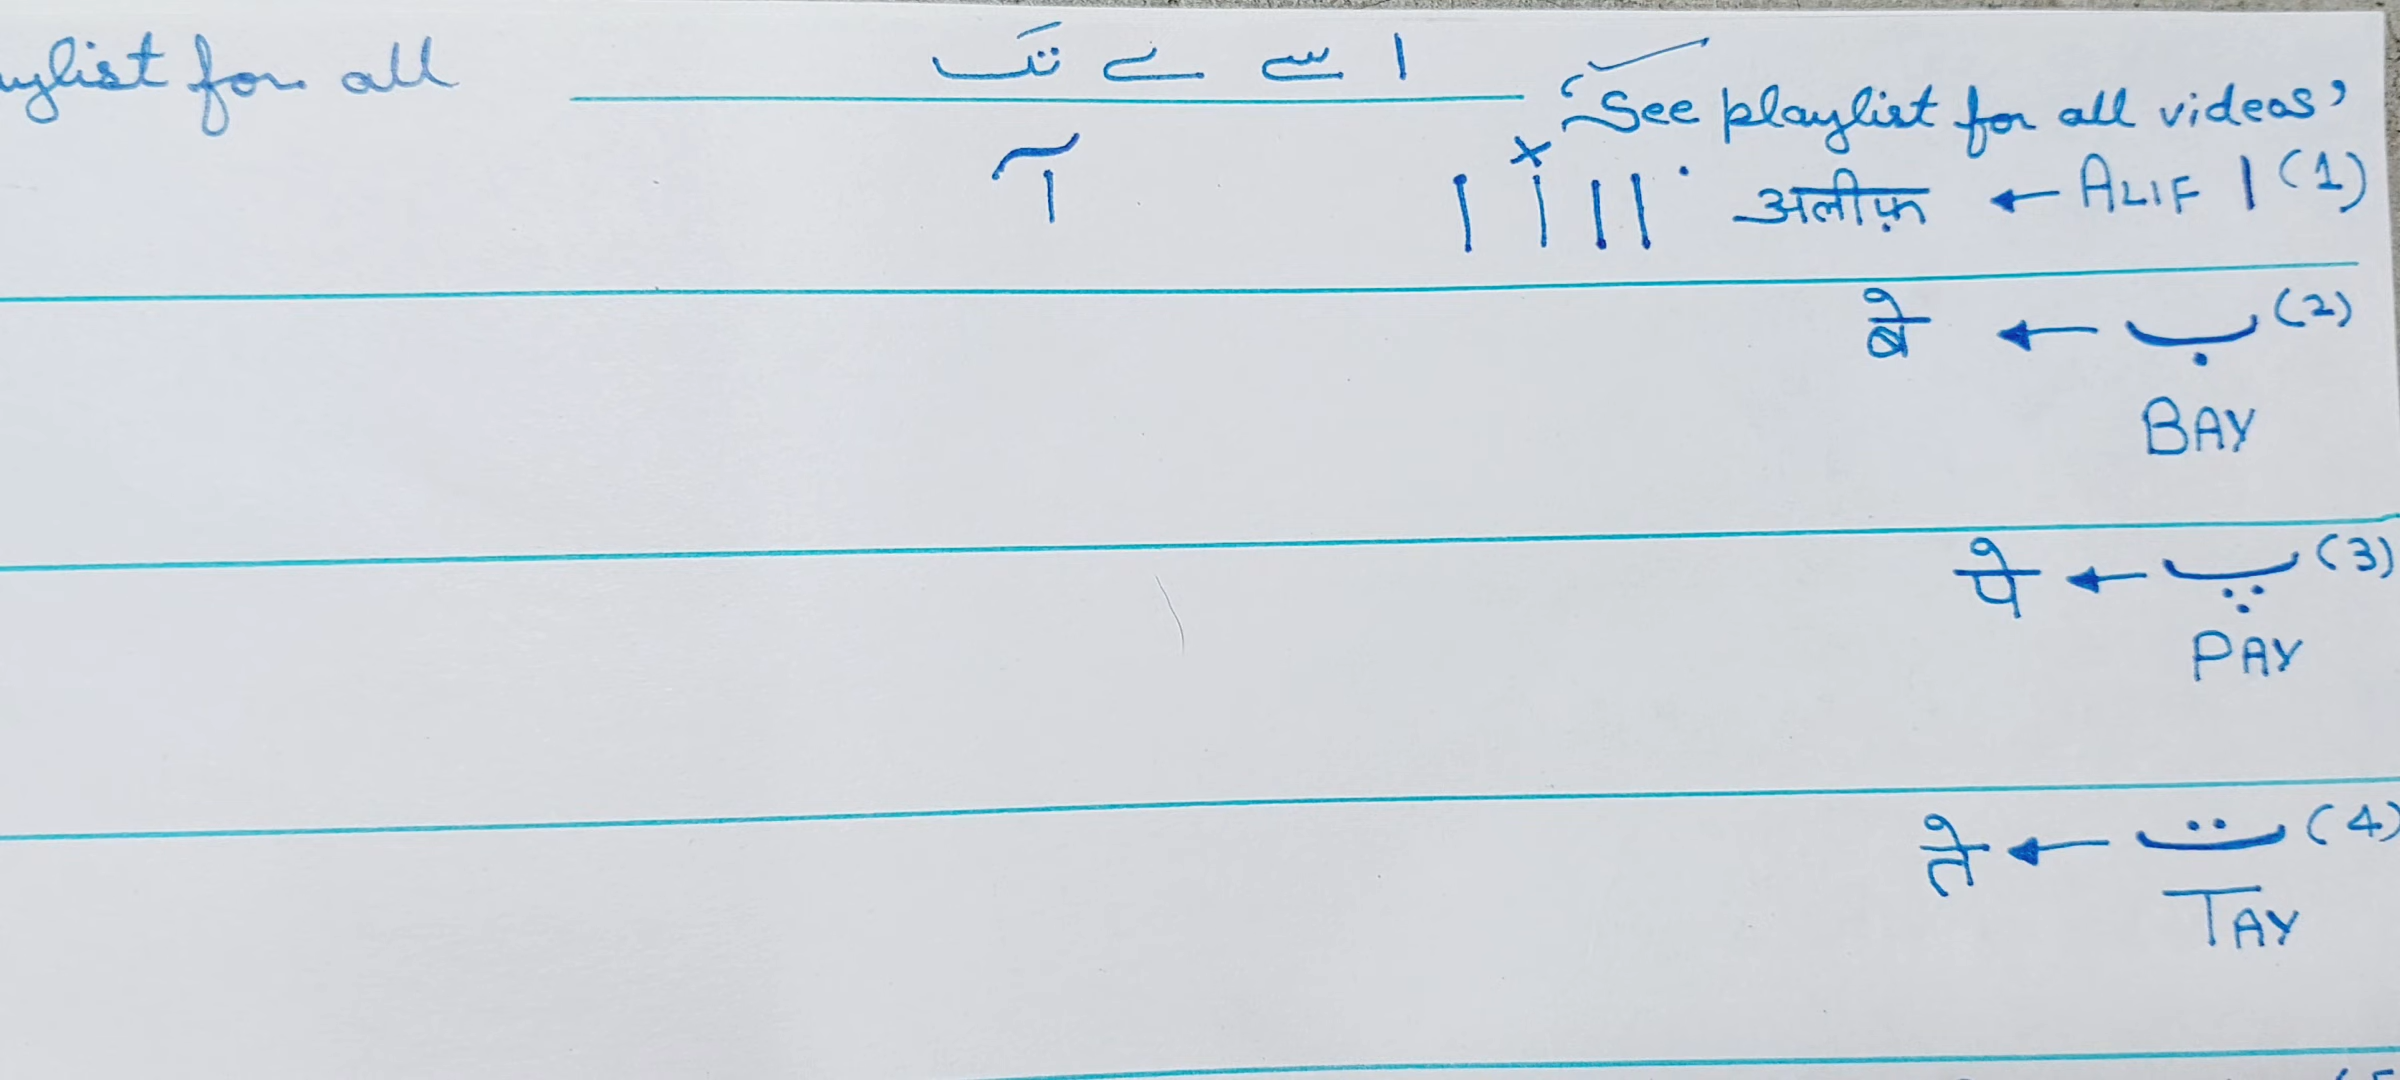 ا سے ے تک
ylist for all
"See playlist for all videos"
(1) ا ALIF ← अलीफ़ ا ا ا ا آ
(2) ب ← बे
BAY
(3) پ ← पे
PAY
(4) ت ← ते
TAY